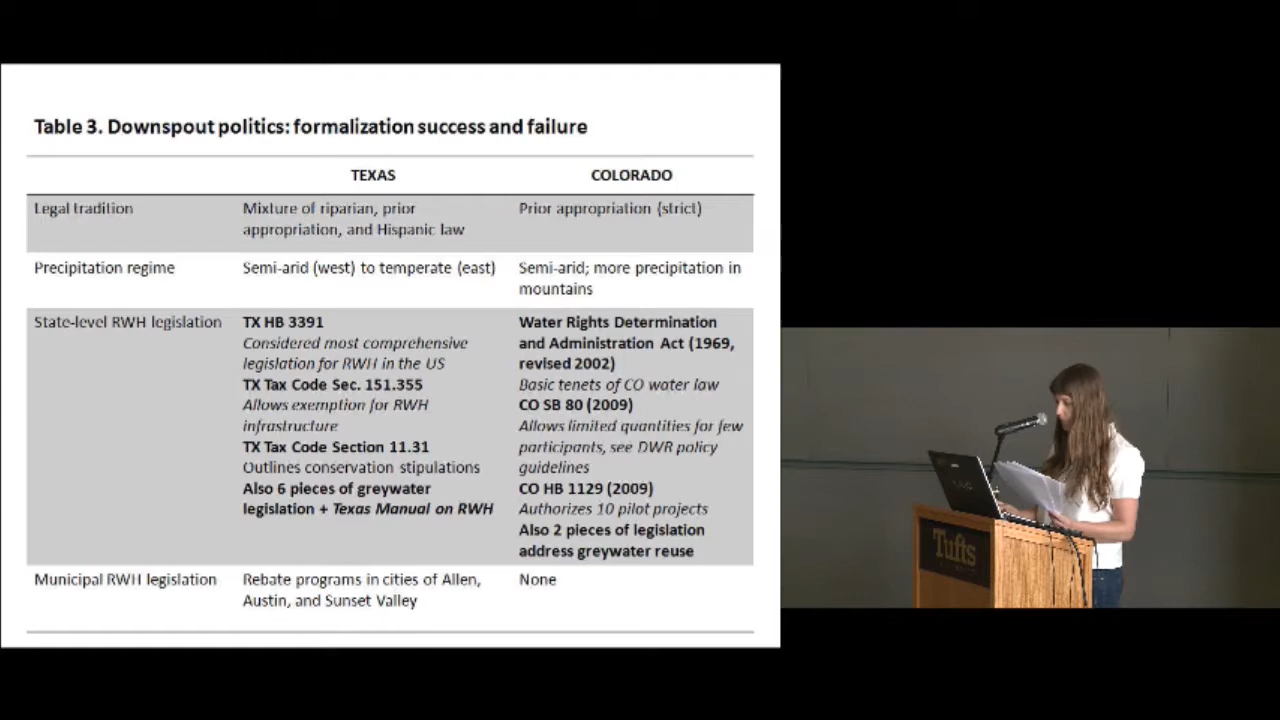 Table 3. Downspout politics: formalization success and failure
TEXAS COLORADO
Legal tradition
Mixture of riparian, prior
appropriation, and Hispanic law
Prior appropriation (strict)
Precipitation regime
Semi-arid (west) to temperate (east)
Semi-arid; more precipitation in
mountains
State-level RWH legislation
TX HB 3391
Considered most comprehensive
legislation for RWH in the US
TX Tax Code Sec. 151.355
Allows exemption for RWH
infrastructure
TX Tax Code Section 11.31
Outlines conservation stipulations
Also 6 pieces of greywater
legislation + Texas Manual on RWH
Water Rights Determination
and Administration Act (1969,
revised 2002)
Basic tenets of CO water law
CO SB 80 (2009)
Allows limited quantities for few
participants, see DWR policy
guidelines
CO HB 1129 (2009)
Authorizes 10 pilot projects
Also 2 pieces of legislation
address greywater reuse
Municipal RWH legislation
Rebate programs in cities of Allen,
Austin, and Sunset Valley
None
Tufts